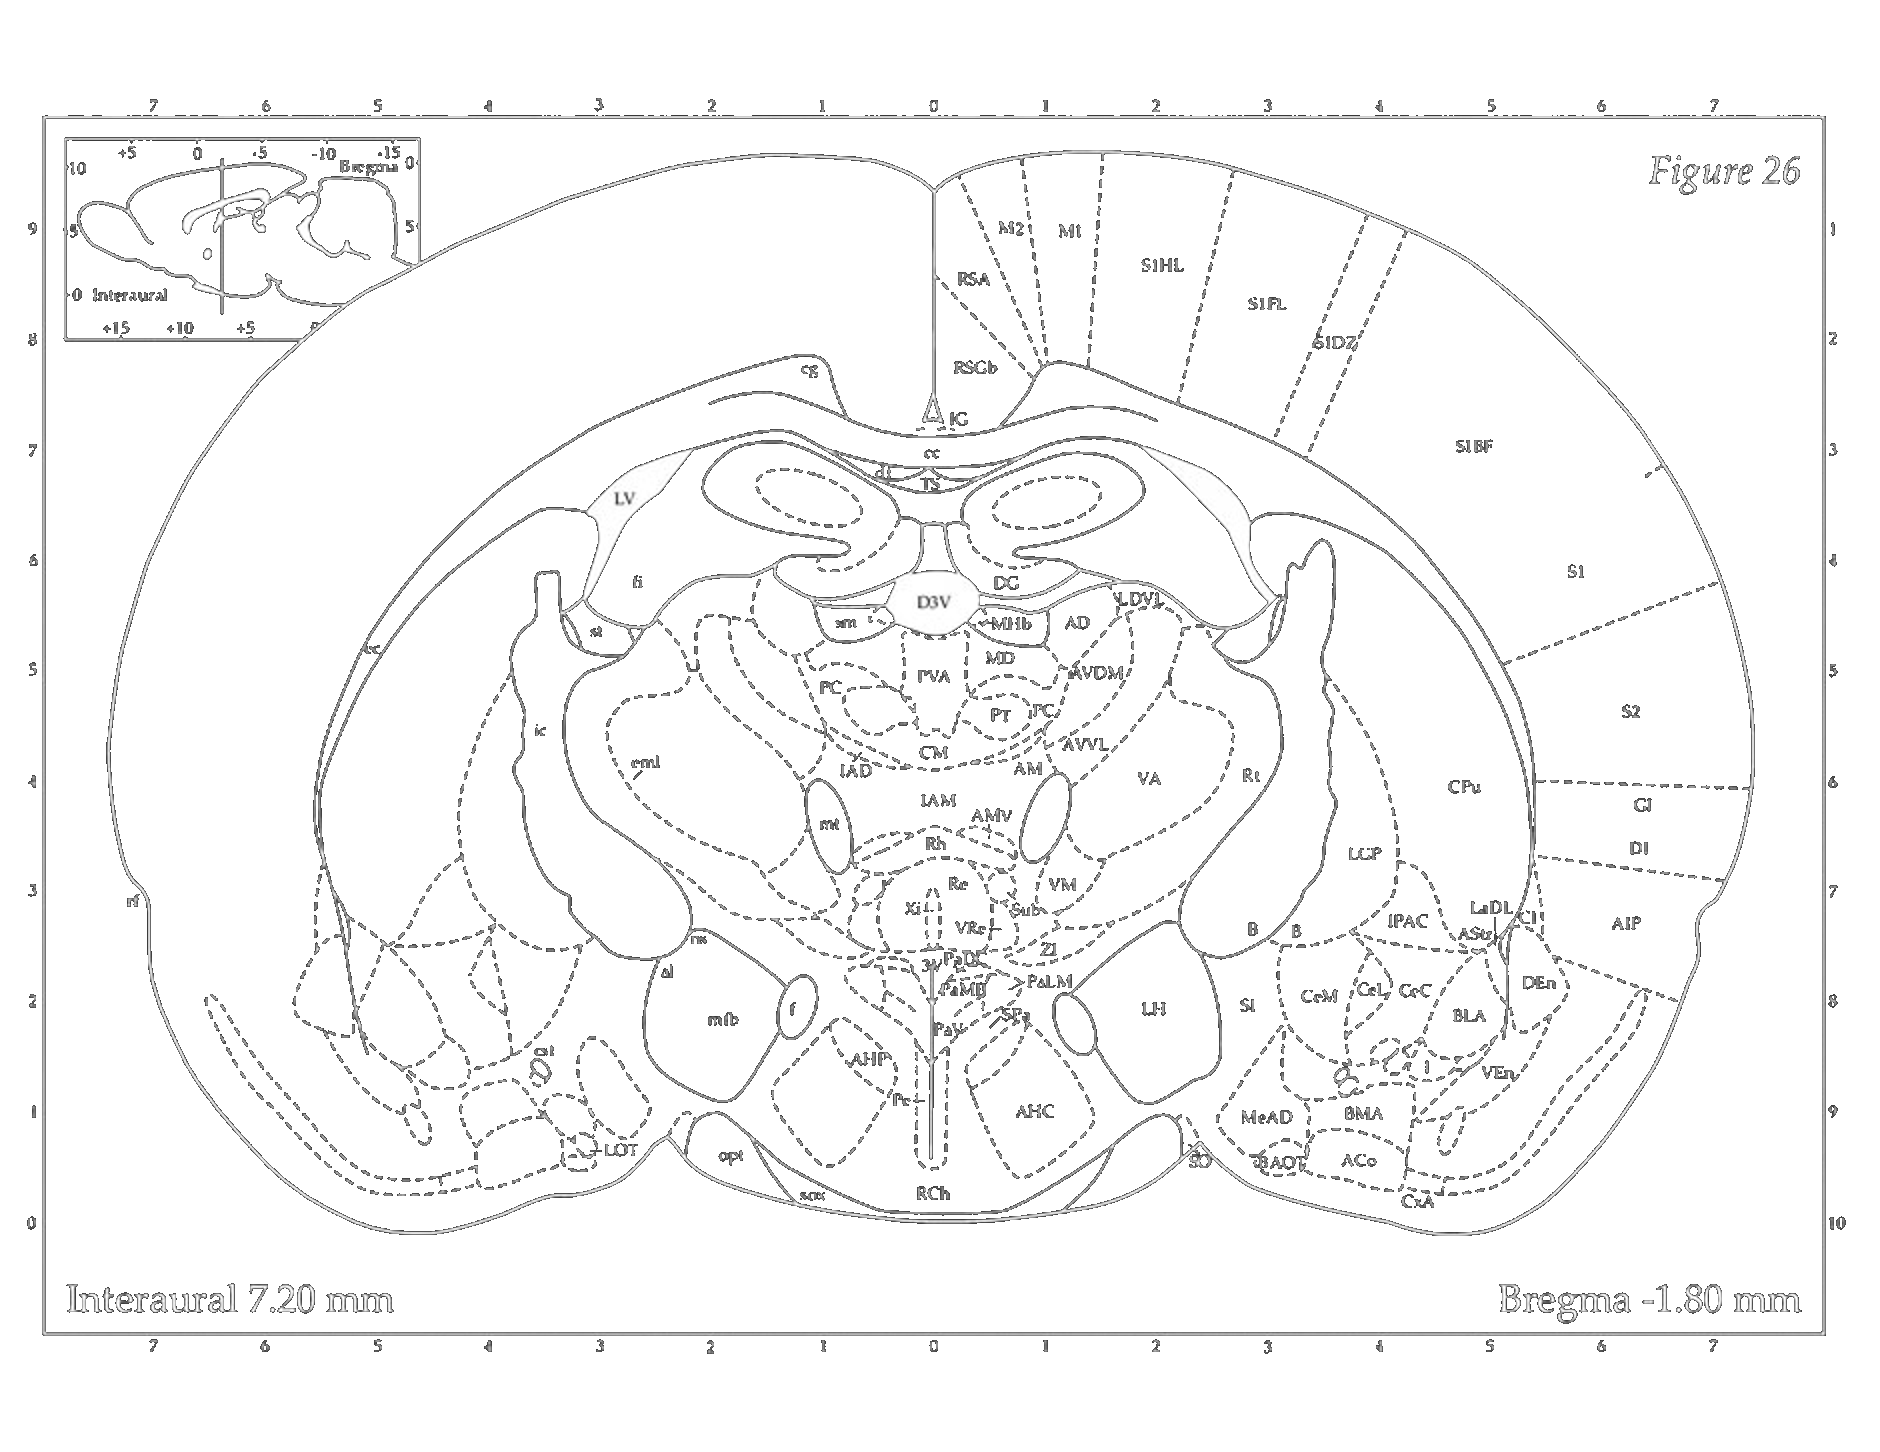 7 6 5 4 3 2 1 0 1 2 3 4 5 6 7
+5 0 -5 -10 -15
Bregma
10 0
5 5
0 Interaural
+15 +10 +5
Figure 26
9 1
8 2
7 3
6 4
5 5
4 6
3 7
2 8
1 9
0 10
M2 M1
S1HL
RSA
S1FL
S1DZ
cg RSGb
IG
S1BF
cc
TS
LV
S1
fi DG
D3V LDVL
sm MHb AD
st
ec MD
PVA AVDM
PC
PT PC S2
ic
CM AVVL
eml IAD AM
VA Rt
CPu
IAM
GI
AMV
mt
Rh
DI
LGP
Re VM
rf
Xi Sub LaDL
VRe IPAC CI AIP
B B AStr
ns ZI
3V PaDC
al PaLM
PaMP CeM CeL CeC DEn
mfb f LH SI
SPa BLA
PaV
AHP
VEn
Pe
AHC MeAD BMA
LOT
opt SO BAOT ACo
sox RCh
CxA
Interaural 7.20 mm
Bregma -1.80 mm
7 6 5 4 3 2 1 0 1 2 3 4 5 6 7